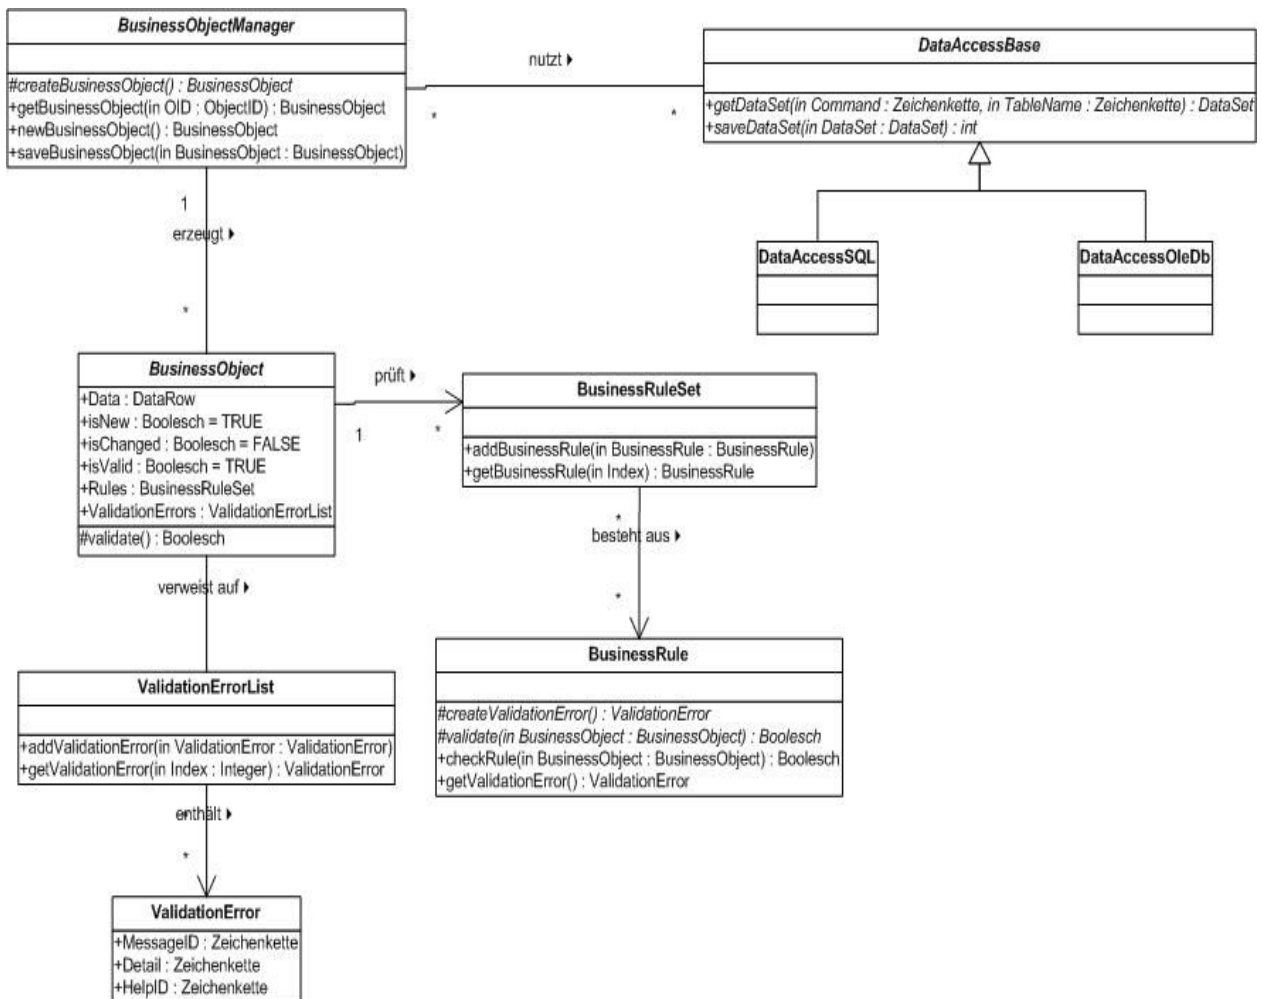 BusinessObjectManager
#createBusinessObject() : BusinessObject
+getBusinessObject(in OID : ObjectID) : BusinessObject
+newBusinessObject() : BusinessObject
+saveBusinessObject(in BusinessObject : BusinessObject)
nutzt
*
*
DataAccessBase
+getDataSet(in Command : Zeichenkette, in TableName : Zeichenkette) : DataSet
+saveDataSet(in DataSet : DataSet) : int
DataAccessSQL
DataAccessOleDb
1
erzeugt
*
BusinessObject
+Data : DataRow
+isNew : Boolesch = TRUE
+isChanged : Boolesch = FALSE
+isValid : Boolesch = TRUE
+Rules : BusinessRuleSet
+ValidationErrors : ValidationErrorList
#validate() : Boolesch
prüft
1
*
BusinessRuleSet
+addBusinessRule(in BusinessRule : BusinessRule)
+getBusinessRule(in Index) : BusinessRule
*
besteht aus
*
BusinessRule
#createValidationError() : ValidationError
#validate(in BusinessObject : BusinessObject) : Boolesch
+checkRule(in BusinessObject : BusinessObject) : Boolesch
+getValidationError() : ValidationError
verweist auf
ValidationErrorList
+addValidationError(in ValidationError : ValidationError)
+getValidationError(in Index : Integer) : ValidationError
enthält
*
*
ValidationError
+MessageID : Zeichenkette
+Detail : Zeichenkette
+HelpID : Zeichenkette